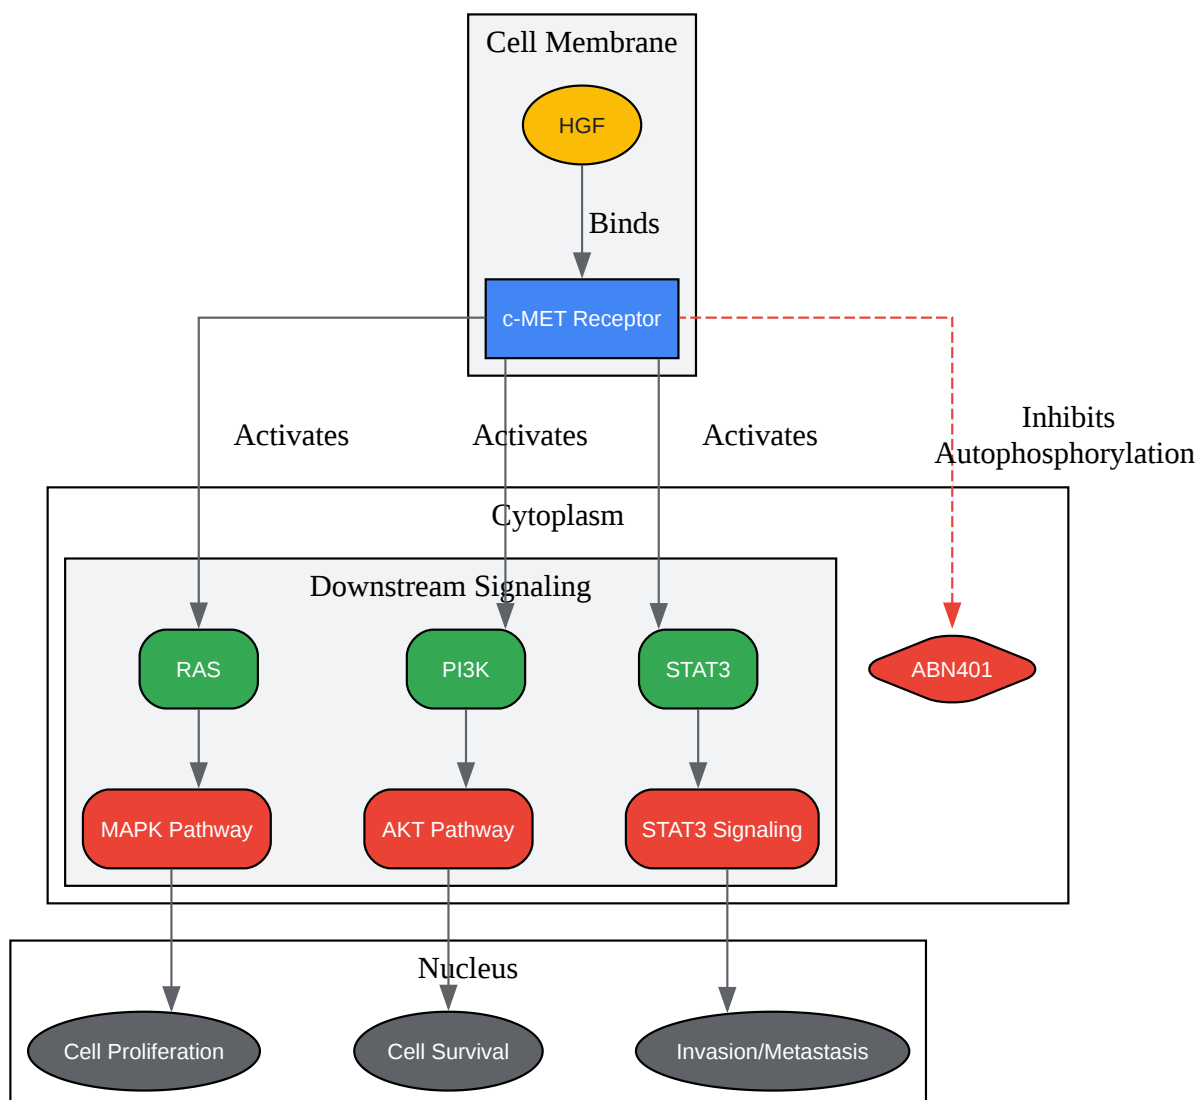 Cell Membrane
HGF
Binds
c-MET Receptor
Activates
Activates
Activates
Inhibits
Autophosphorylation
Cytoplasm
Downstream Signaling
RAS
PI3K
STAT3
ABN401
MAPK Pathway
AKT Pathway
STAT3 Signaling
Nucleus
Cell Proliferation
Cell Survival
Invasion/Metastasis